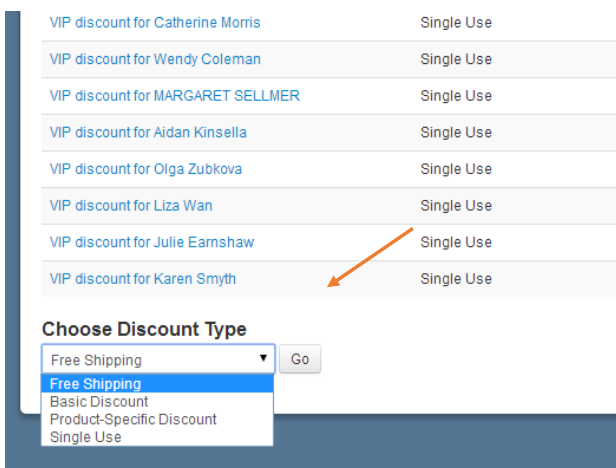 VIP discount for Catherine Morris Single Use
VIP discount for Wendy Coleman Single Use
VIP discount for MARGARET SELLMER Single Use
VIP discount for Aidan Kinsella Single Use
VIP discount for Olga Zubkova Single Use
VIP discount for Liza Wan Single Use
VIP discount for Julie Earnshaw Single Use
VIP discount for Karen Smyth Single Use
Choose Discount Type
Free Shipping Go
Free Shipping
Basic Discount
Product-Specific Discount
Single Use